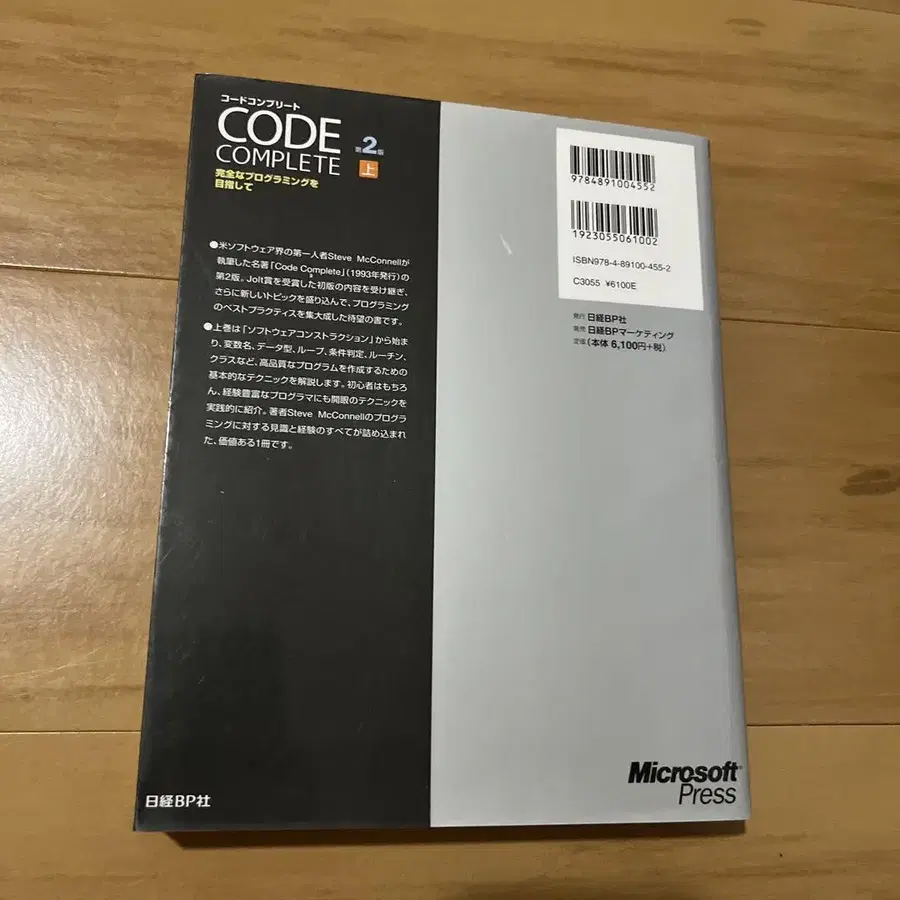 コードコンプリート
CODE
COMPLETE
第2版
上
完全なプログラミングを
目指して
●米ソフトウェア界の第一人者Steve McConnellが
執筆した名著「Code Complete」(1993年発行)の
第2版。Jolt賞を受賞した初版の内容を受け継ぎ、
さらに新しいトピックを盛り込んで、プログラミング
のベストプラクティスを集大成した待望の書です。
●上巻は「ソフトウェアコンストラクション」から始ま
り、変数名、データ型、ループ、条件判定、ルーチン、
クラスなど、高品質なプログラムを作成するための
基本的なテクニックを解説します。初心者はもちろ
ん、経験豊富なプログラマにも開眼のテクニックを
実践的に紹介。著者Steve McConnellのプログラ
ミングに対する見識と経験のすべてが詰め込まれ
た、価値ある1冊です。
日経BP社
9784891004552
1923055061002
ISBN978-4-89100-455-2
C3055 ¥6100E
発行 日経BP社
発売 日経BPマーケティング
定価(本体 6,100円+税)
Microsoft
Press